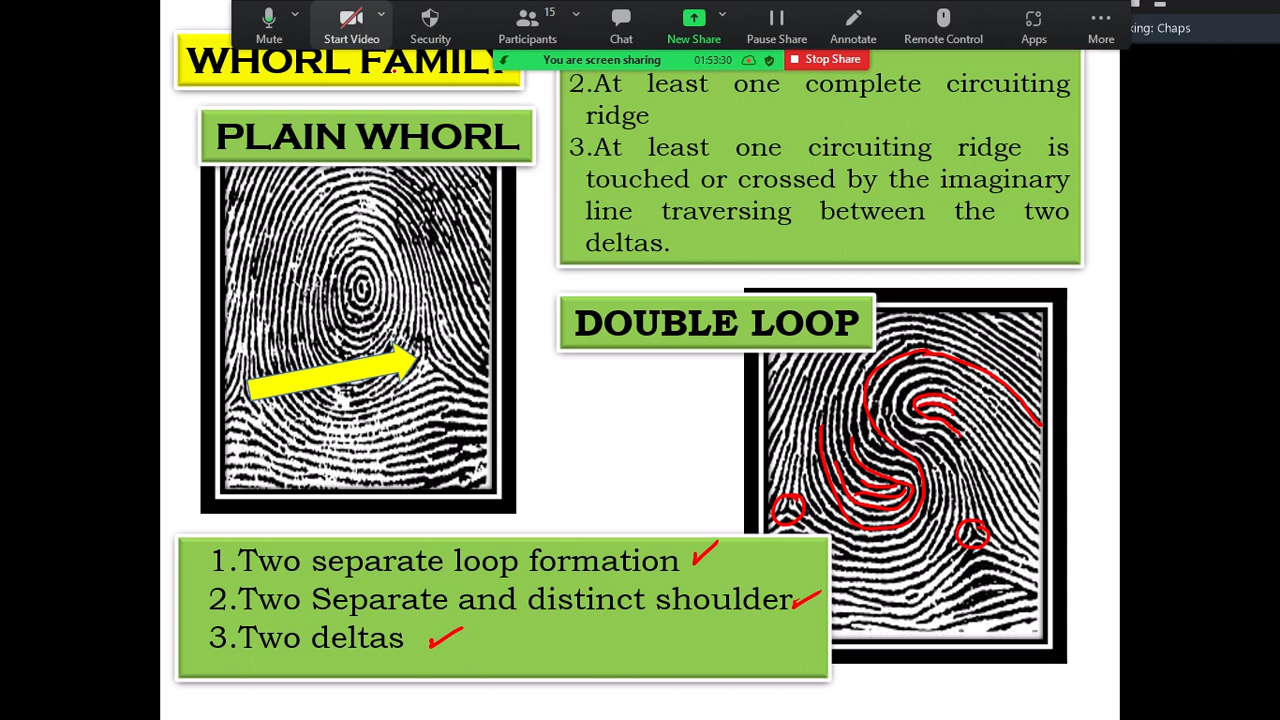 Mute
Start Video
Security
15
Participants
Chat
New Share
Pause Share
Annotate
Remote Control
Apps
More
king: Chaps
You are screen sharing
01:53:30
Stop Share
WHORL FAMILY
PLAIN WHORL
2.At least one complete circuiting
ridge
3.At least one circuiting ridge is
touched or crossed by the imaginary
line traversing between the two
deltas.
DOUBLE LOOP
1.Two separate loop formation
2.Two Separate and distinct shoulder
3.Two deltas